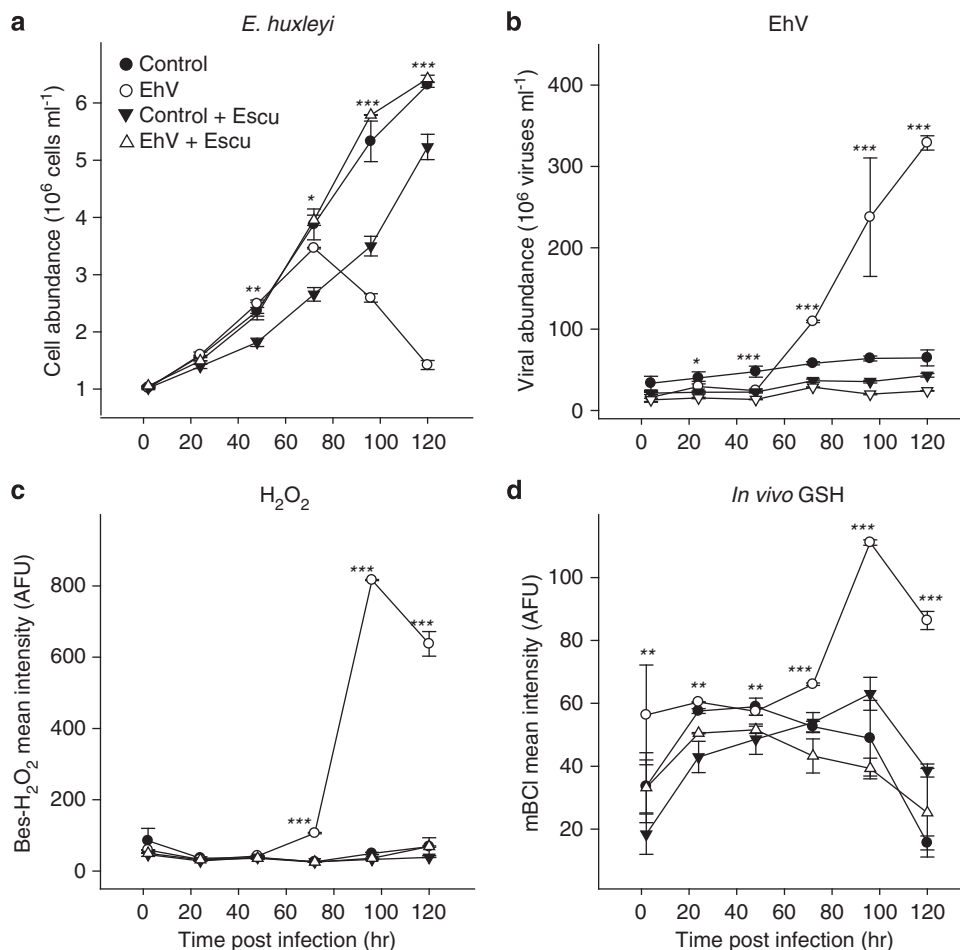 a
E. huxleyi
Control
EhV
Control + Escu
EhV + Escu
* ** ***
Cell abundance (10⁶ cells ml⁻¹)
6
5
4
3
2
1
***
***
*
**
0 20 40 60 80 100 120
b
EhV
Viral abundance (10⁶ viruses ml⁻¹)
400
300
200
100
0
***
***
***
* ***
0 20 40 60 80 100 120
c
H₂O₂
Bes-H₂O₂ mean intensity (AFU)
800
600
400
200
0
***
***
***
0 20 40 60 80 100 120
Time post infection (hr)
d
In vivo GSH
mBCl mean intensity (AFU)
100
80
60
40
20
***
***
***
** ** **
0 20 40 60 80 100 120
Time post infection (hr)